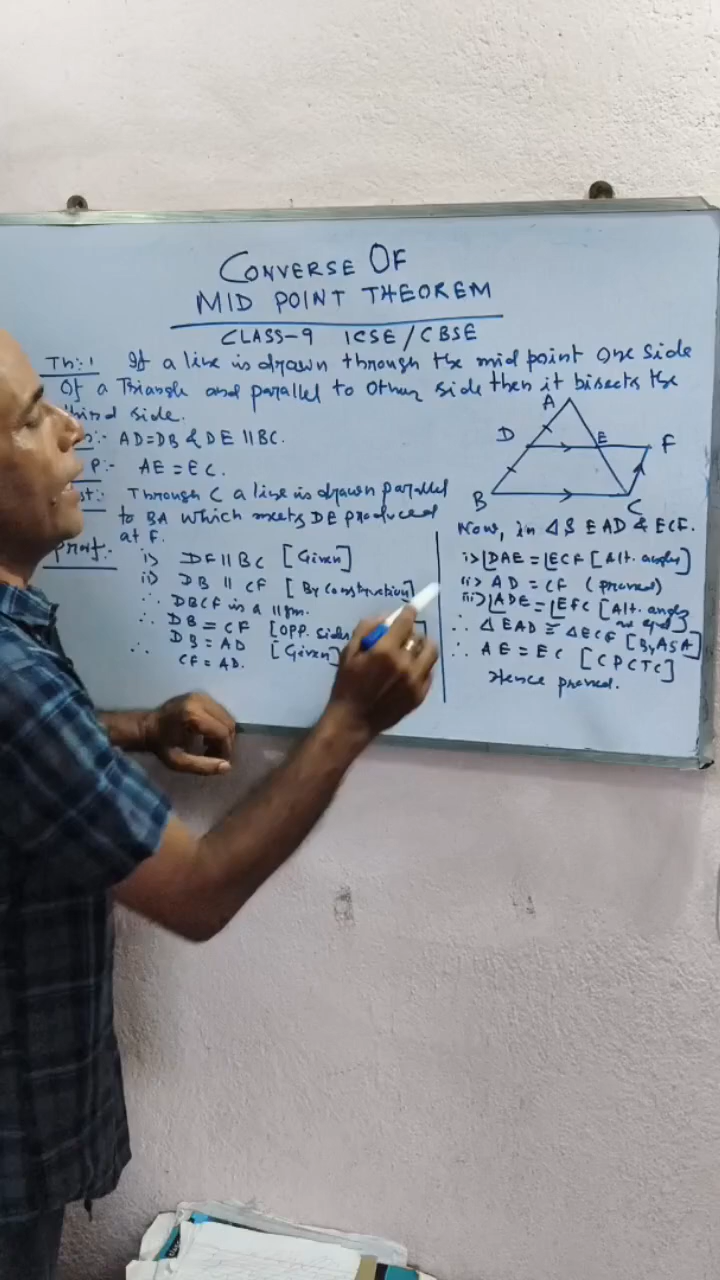 CONVERSE OF
MID POINT THEOREM
CLASS-9 ICSE/CBSE
Th:1 If a line is drawn through the mid point One side
Of a Triangle and parallel to other side then it bisects the
third side.
:- AD=DB & DE || BC.
P:- AE = EC.
st:- Through C a line is drawn parallel
to BA which meets DE produced
at F.
Proof:-
i> DF || BC [Given]
ii) DB || CF [By Construction]
∴ DBCF is a ||gm.
∴ DB = CF [OPP. sides
DB = AD [Given]
∴ CF = AD.
A
D
E
F
B
C
Now, in △S EAD & ECF.
i> ∠DAE = ∠ECF [Alt. angles]
ii> AD = CF (proved)
iii> ∠ADE = ∠EFC [Alt. angles
are equal]
∴ △EAD ≅ △ECF [By ASA]
∴ AE = EC [CPCTC]
Hence proved.